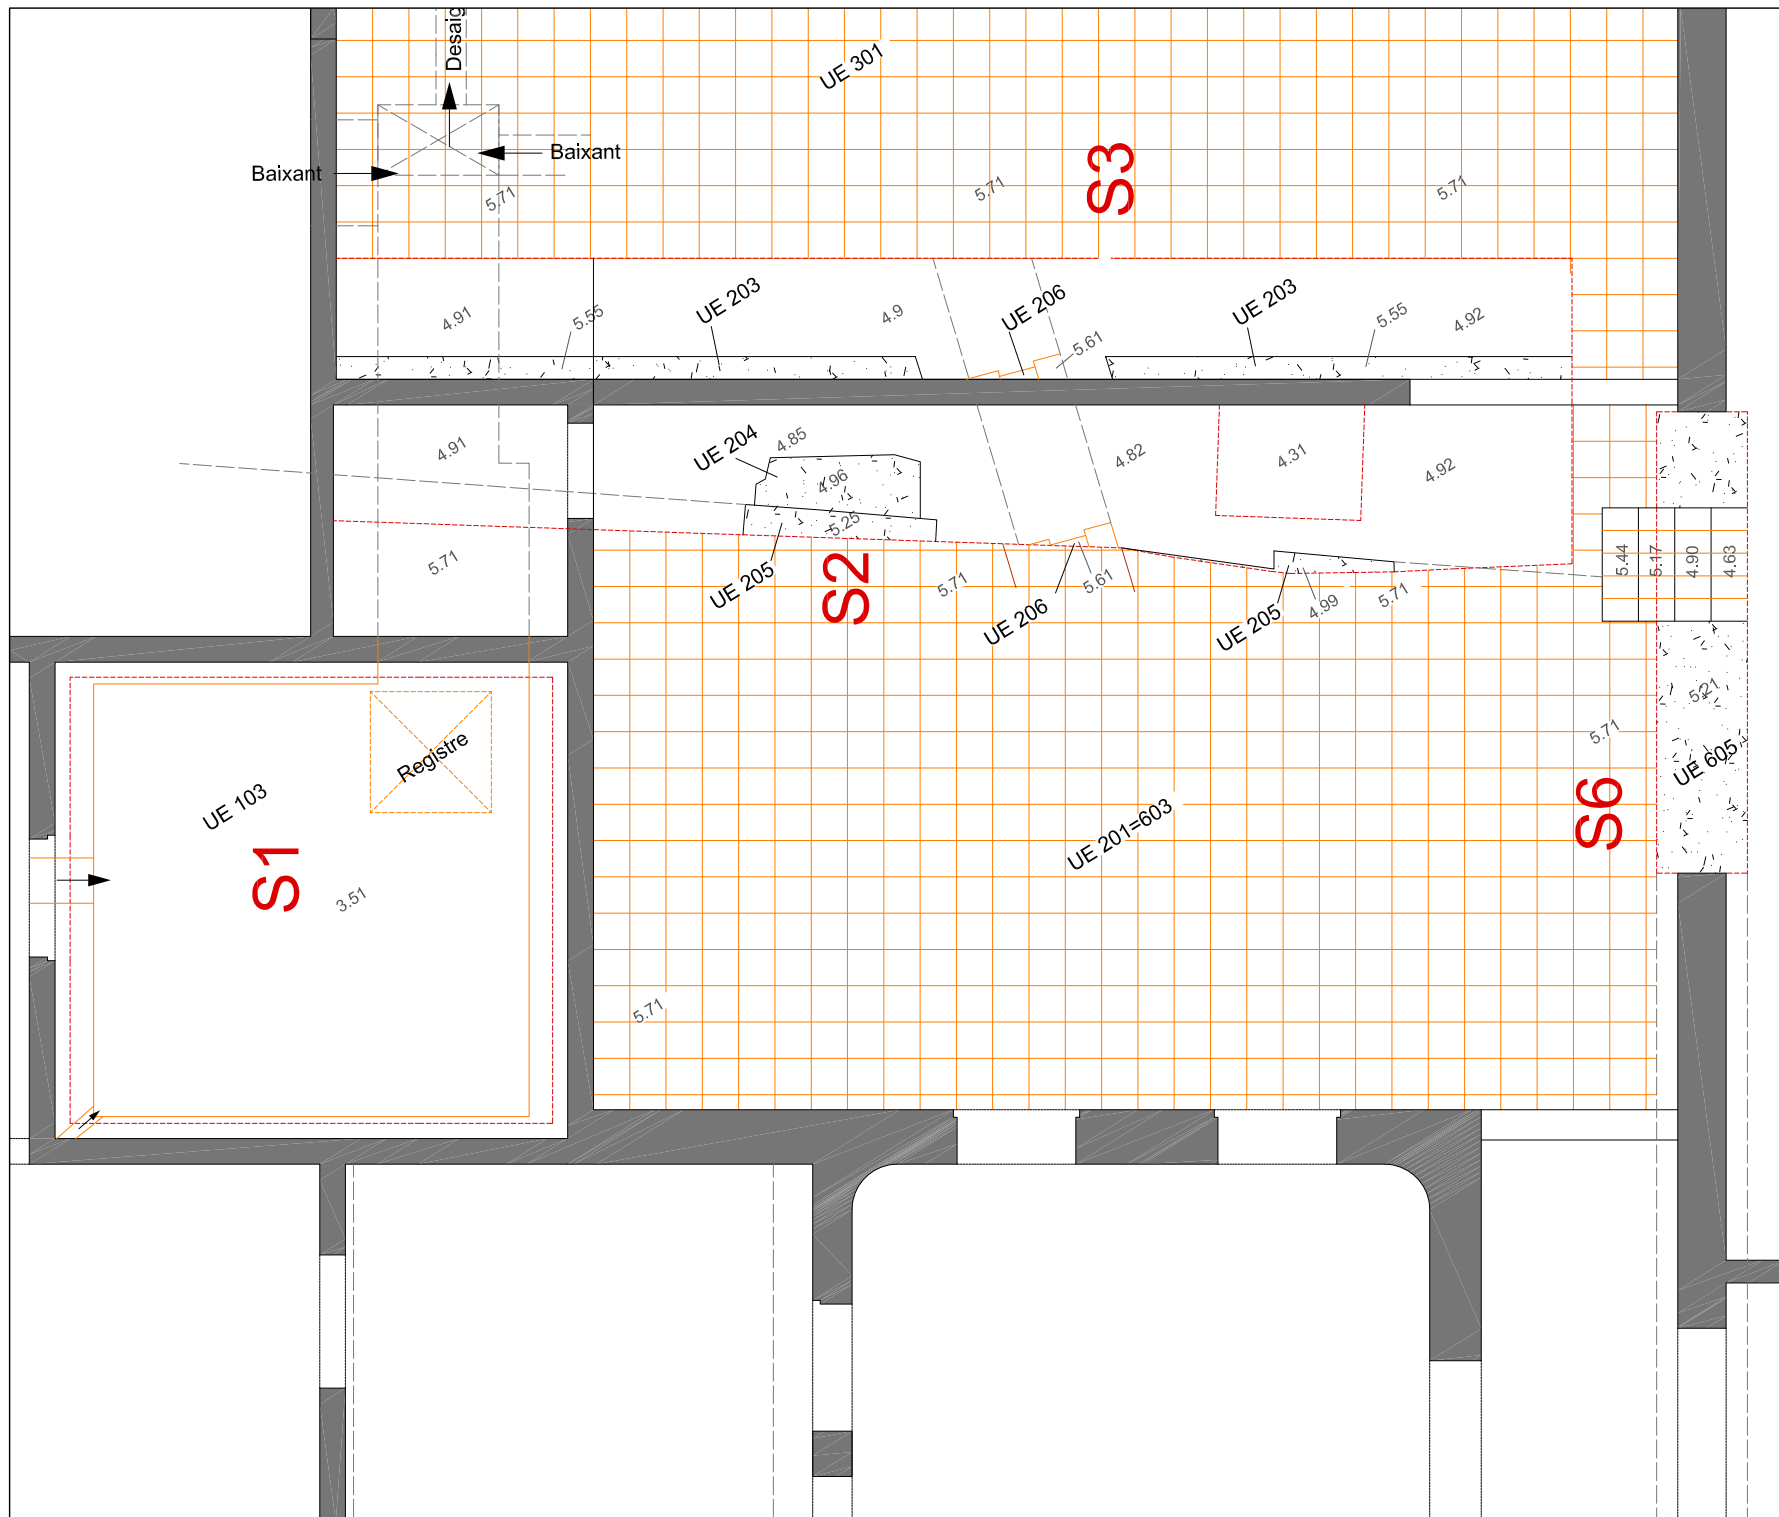 Desaig
UE 301
Baixant
Baixant
S3
5.71
5.71
5.71
4.91
5.55
UE 203
4.9
UE 206
5.61
UE 203
5.55
4.92
4.91
UE 204
4.85
4.96
5.25
4.82
4.31
4.92
5.71
UE 205
S2
5.71
UE 206
5.61
UE 205
4.99
5.71
5.44
5.17
4.90
4.63
5.21
5.71
UE 605
S6
Registre
UE 103
S1
3.51
UE 201=603
5.71